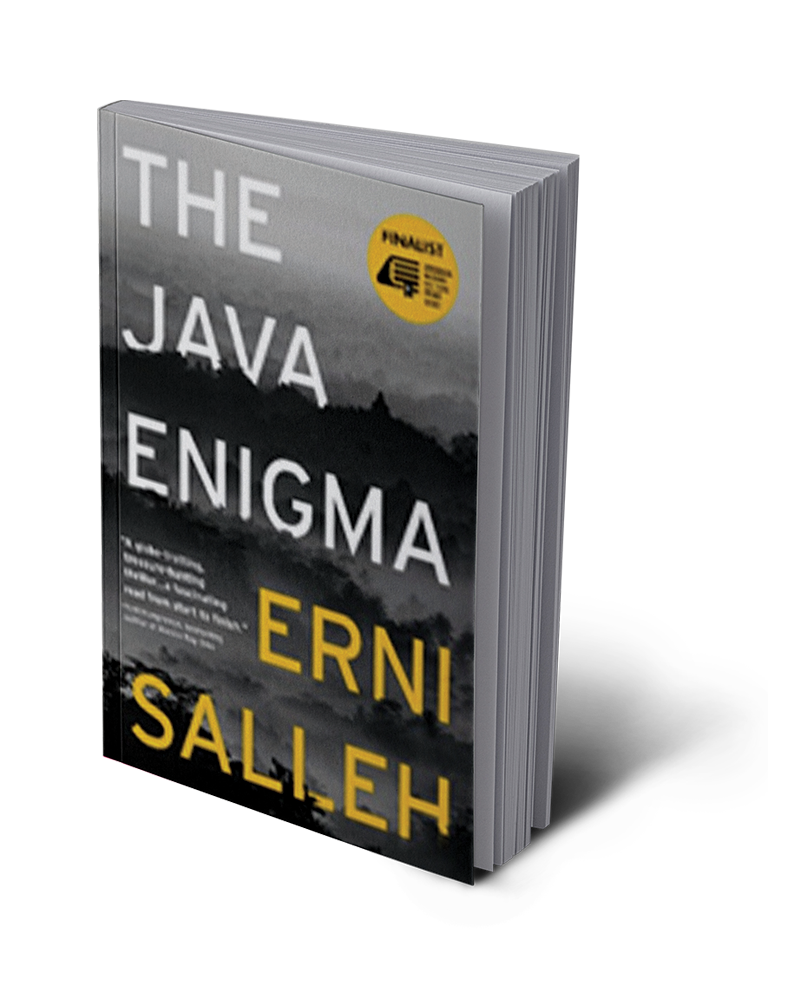 THE
JAVA
ENIGMA
FINALIST
"A globe-trotting,
treasure-hunting
thriller...a fascinating
read from start to finish."
ERNI
SALLEH